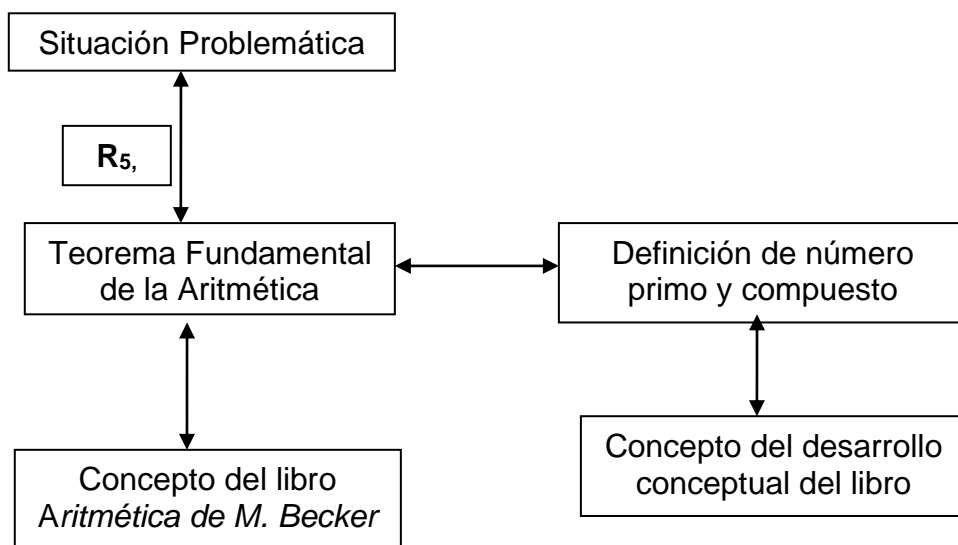 Situación Problemática
R5,
Teorema Fundamental
de la Aritmética
Definición de número
primo y compuesto
Concepto del libro
Aritmética de M. Becker
Concepto del desarrollo
conceptual del libro